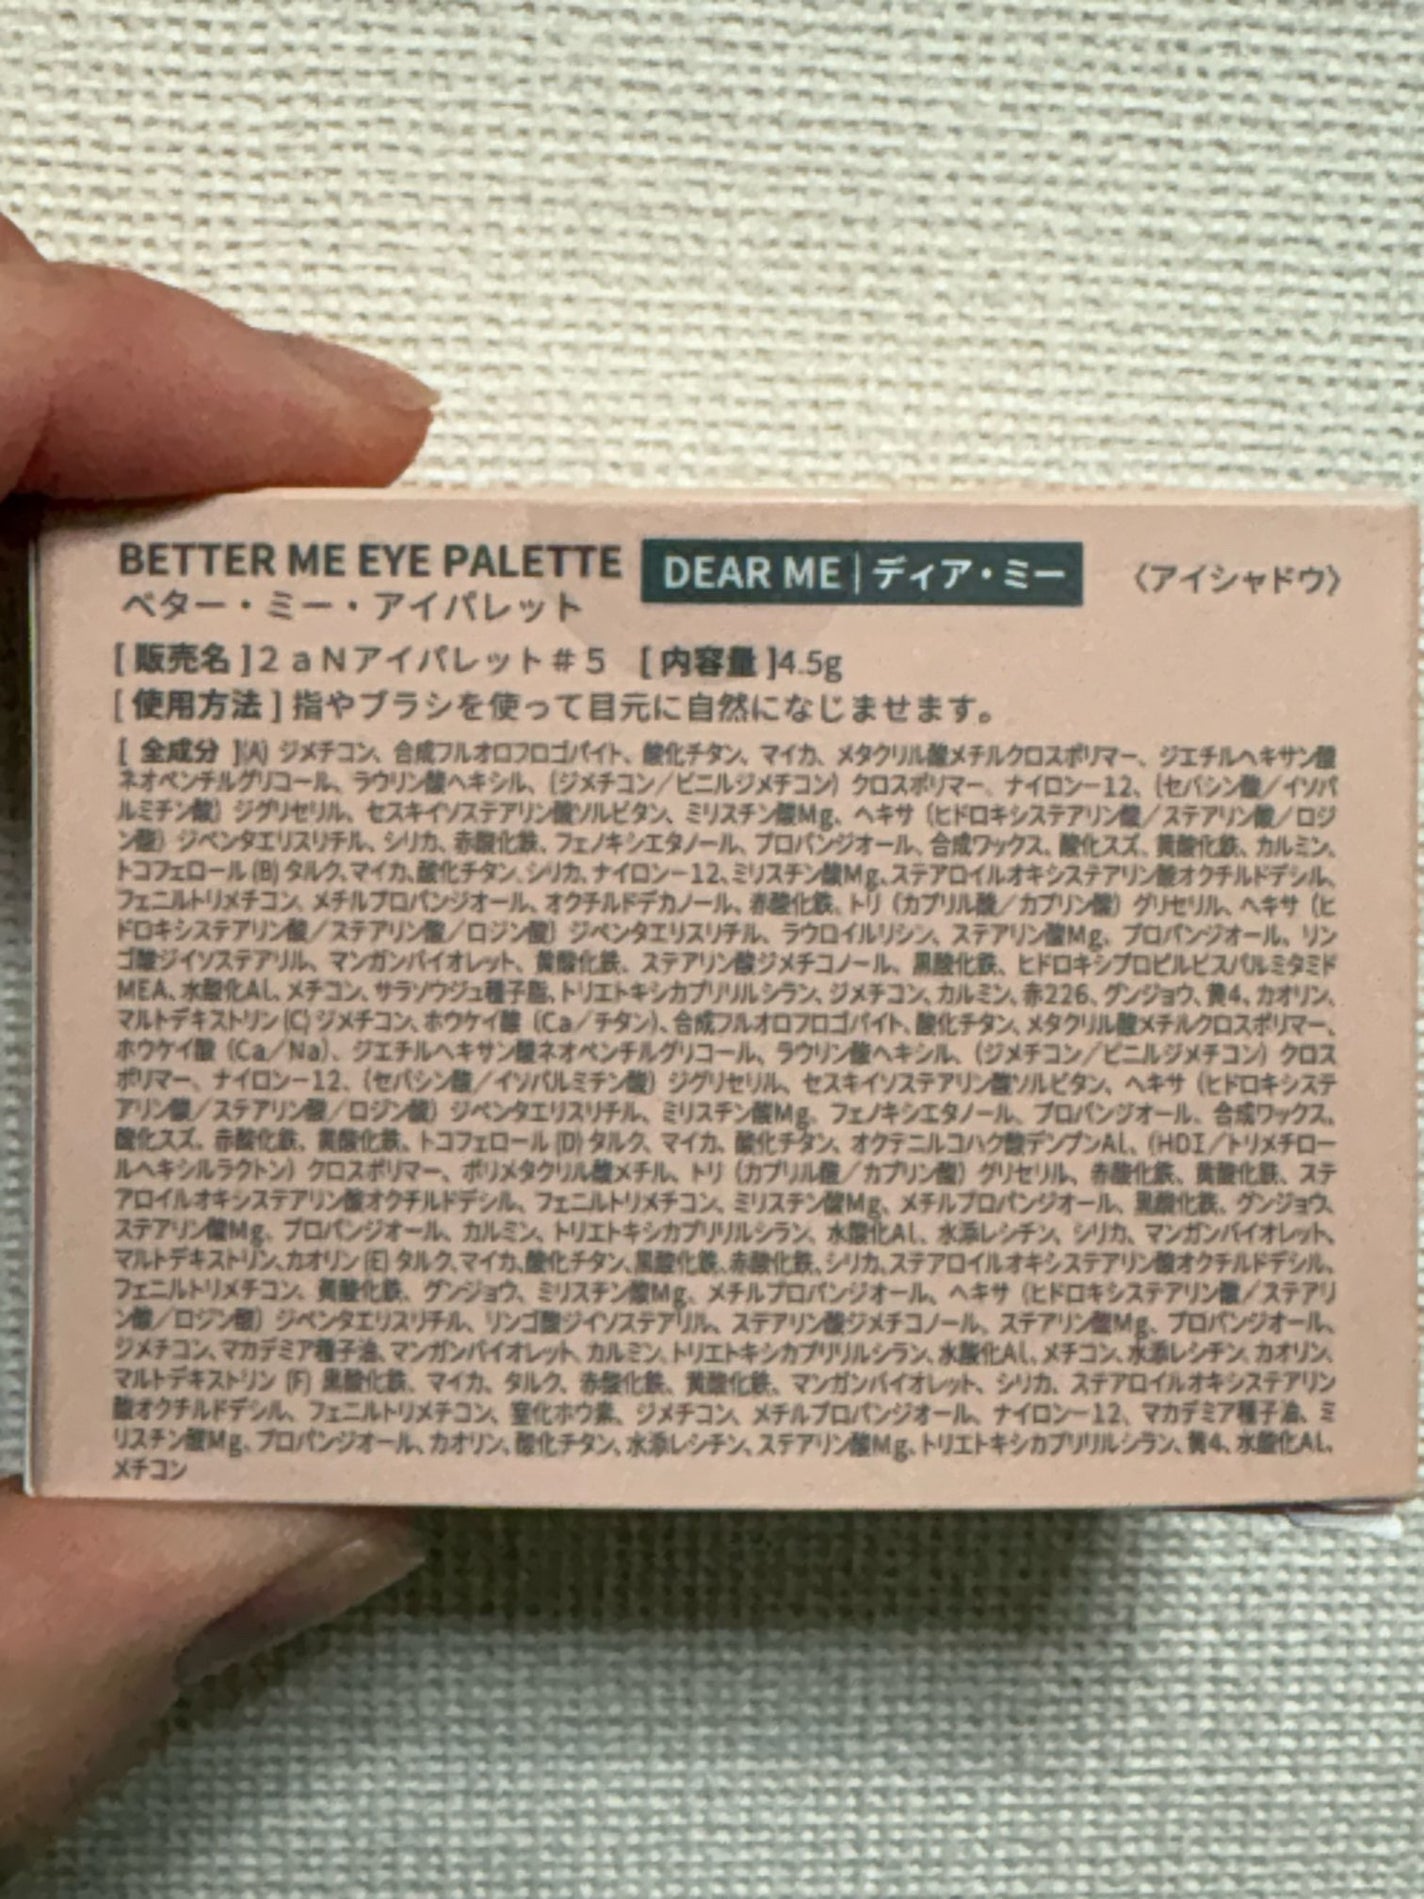 BETTER ME EYE PALETTE DEAR ME | ディア・ミー 〈アイシャドウ〉
ベター・ミー・アイパレット
[ 販売名 ]2 a N アイパレット # 5 [ 内容量 ]4.5g
[ 使用方法 ] 指やブラシを使って目元に自然になじませます。
[ 全成分 ](A) ジメチコン、合成フルオロフロゴパイト、酸化チタン、マイカ、メタクリル酸メチルクロスポリマー、ジエチルヘキサン酸
ネオペンチルグリコール、ラウリン酸ヘキシル、(ジメチコン/ビニルジメチコン) クロスポリマー、ナイロン-12、(セバシン酸/イソパ
ルミチン酸) ジグリセリル、セスキイソステアリン酸ソルビタン、ミリスチン酸Mg、ヘキサ (ヒドロキシステアリン酸/ステアリン酸/ロジ
ン酸) ジペンタエリスリチル、シリカ、赤酸化鉄、フェノキシエタノール、プロパンジオール、合成ワックス、酸化スズ、黄酸化鉄、カルミン、
トコフェロール (B) タルク、マイカ、酸化チタン、シリカ、ナイロン-12、ミリスチン酸Mg、ステアロイルオキシステアリン酸オクチルドデシル、
フェニルトリメチコン、メチルプロパンジオール、オクチルドデカノール、赤酸化鉄、トリ (カプリル酸/カプリン酸) グリセリル、ヘキサ (ヒ
ドロキシステアリン酸/ステアリン酸/ロジン酸) ジペンタエリスリチル、ラウロイルリシン、ステアリン酸Mg、プロパンジオール、リン
ゴ酸ジイソステアリル、マンガンバイオレット、黄酸化鉄、ステアリン酸ジメチコノール、黒酸化鉄、ヒドロキシプロピルビスパルミタミド
MEA、水酸化Al、メチコン、サラソウジュ種子脂、トリエトキシカプリリルシラン、ジメチコン、カルミン、赤226、グンジョウ、黄4、カオリン、
マルトデキストリン (C) ジメチコン、ホウケイ酸 (Ca/チタン)、合成フルオロフロゴパイト、酸化チタン、メタクリル酸メチルクロスポリマー、
ホウケイ酸 (Ca/Na)、ジエチルヘキサン酸ネオペンチルグリコール、ラウリン酸ヘキシル、(ジメチコン/ビニルジメチコン) クロス
ポリマー、ナイロン-12、(セバシン酸/イソパルミチン酸) ジグリセリル、セスキイソステアリン酸ソルビタン、ヘキサ (ヒドロキシステ
アリン酸/ステアリン酸/ロジン酸) ジペンタエリスリチル、ミリスチン酸Mg、フェノキシエタノール、プロパンジオール、合成ワックス、
酸化スズ、赤酸化鉄、黄酸化鉄、トコフェロール (D) タルク、マイカ、酸化チタン、オクテニルコハク酸デンプンAl、(HDI/トリメチロー
ルヘキシルラクトン) クロスポリマー、ポリメタクリル酸メチル、トリ (カプリル酸/カプリン酸) グリセリル、赤酸化鉄、黄酸化鉄、ステ
アロイルオキシステアリン酸オクチルドデシル、フェニルトリメチコン、ミリスチン酸Mg、メチルプロパンジオール、黒酸化鉄、グンジョウ、
ステアリン酸Mg、プロパンジオール、カルミン、トリエトキシカプリリルシラン、水酸化Al、水添レシチン、シリカ、マンガンバイオレット、
マルトデキストリン、カオリン (E) タルク、マイカ、酸化チタン、黒酸化鉄、赤酸化鉄、シリカ、ステアロイルオキシステアリン酸オクチルドデシル、
フェニルトリメチコン、黄酸化鉄、グンジョウ、ミリスチン酸Mg、メチルプロパンジオール、ヘキサ (ヒドロキシステアリン酸/ステアリ
ン酸/ロジン酸) ジペンタエリスリチル、リンゴ酸ジイソステアリル、ステアリン酸ジメチコノール、ステアリン酸Mg、プロパンジオール、
ジメチコン、マカデミア種子油、マンガンバイオレット、カルミン、トリエトキシカプリリルシラン、水酸化Al、メチコン、水添レシチン、カオリン、
マルトデキストリン (F) 黒酸化鉄、マイカ、タルク、赤酸化鉄、黄酸化鉄、マンガンバイオレット、シリカ、ステアロイルオキシステアリン
酸オクチルドデシル、フェニルトリメチコン、窒化ホウ素、ジメチコン、メチルプロパンジオール、ナイロン-12、マカデミア種子油、ミ
リスチン酸Mg、プロパンジオール、カオリン、酸化チタン、水添レシチン、ステアリン酸Mg、トリエトキシカプリリルシラン、黄4、水酸化Al、
メチコン